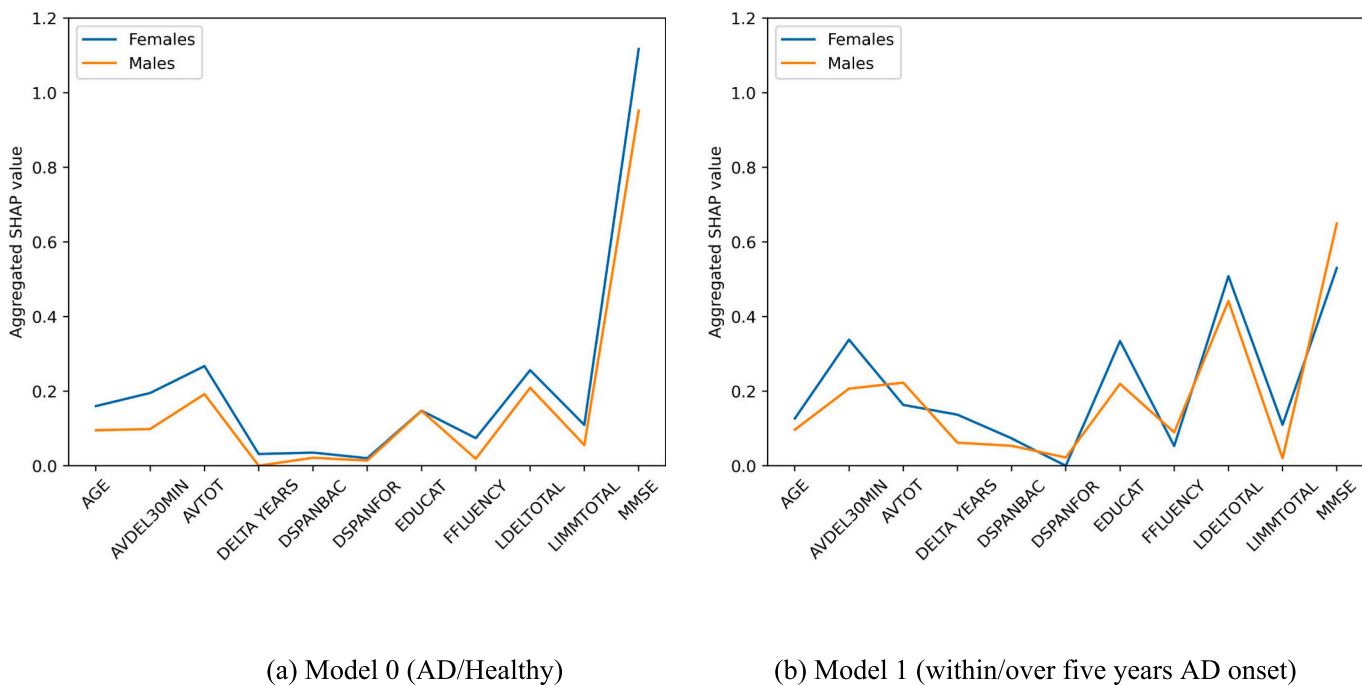 1.2
1.0
0.8
0.6
0.4
0.2
0.0
Aggregated SHAP value
Females
Males
AGE
AVDEL30MIN
AVTOT
DELTA YEARS
DSPANBAC
DSPANFOR
EDUCAT
FFLUENCY
LDELTOTAL
LIMMTOTAL
MMSE
(a) Model 0 (AD/Healthy)
1.2
1.0
0.8
0.6
0.4
0.2
0.0
Aggregated SHAP value
Females
Males
AGE
AVDEL30MIN
AVTOT
DELTA YEARS
DSPANBAC
DSPANFOR
EDUCAT
FFLUENCY
LDELTOTAL
LIMMTOTAL
MMSE
(b) Model 1 (within/over five years AD onset)